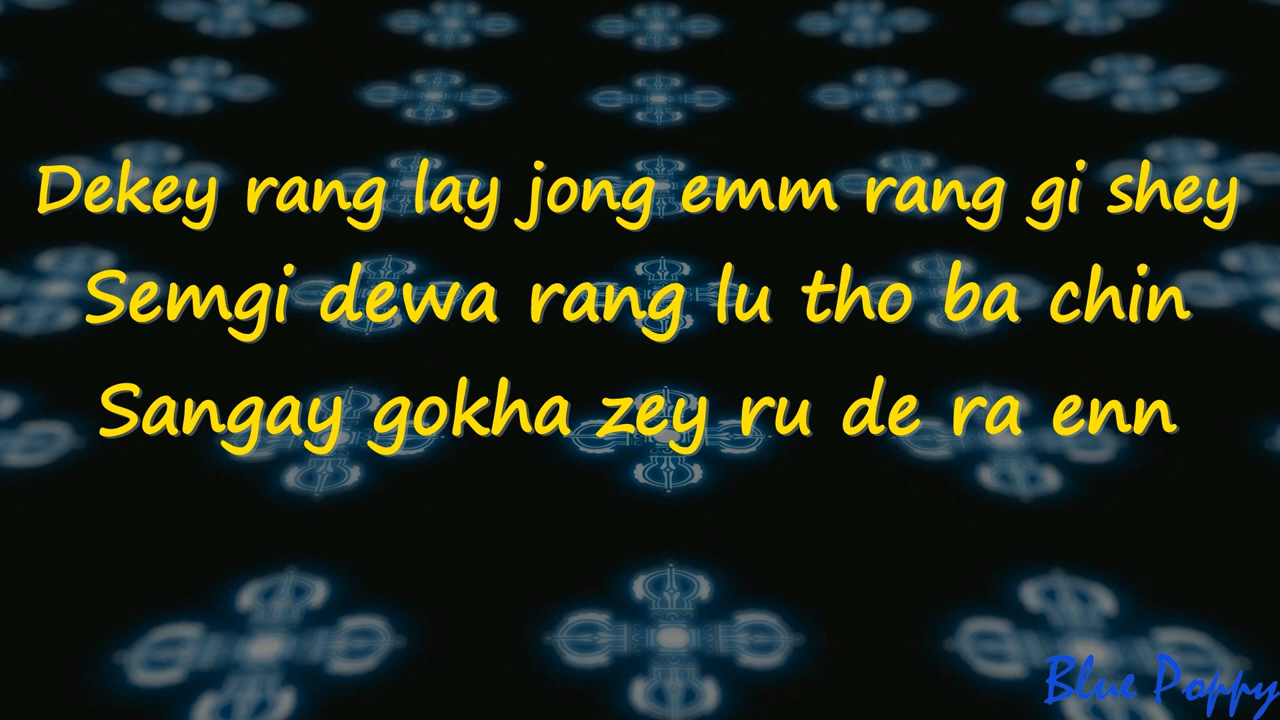 Dekey rang lay jong emm rang gi shey
Semgi dewa rang lu tho ba chin
Sangay gokha zey ru de ra enn
Blue Poppy